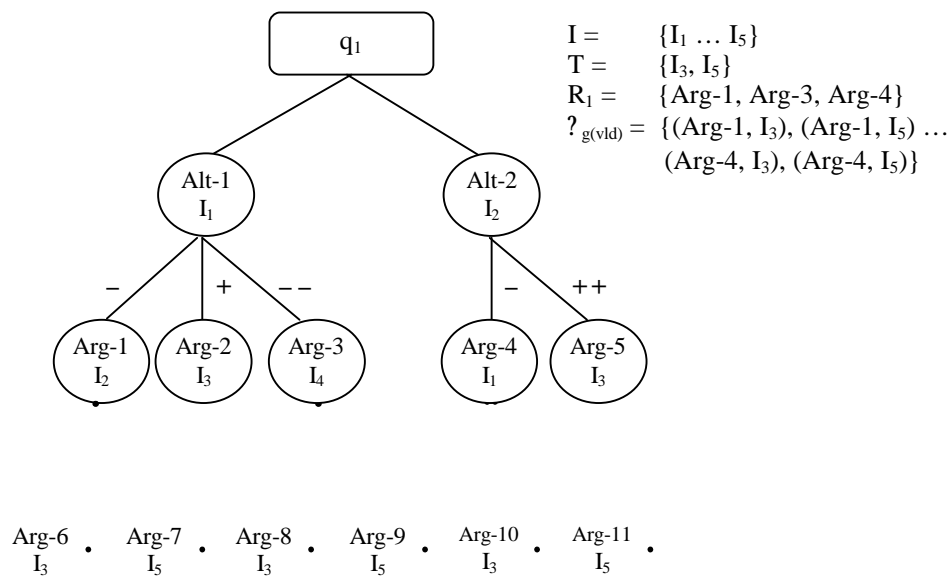 q₁
I = {I₁ … I₅}
T = {I₃, I₅}
R₁ = {Arg-1, Arg-3, Arg-4}
?g(vld) = {(Arg-1, I₃), (Arg-1, I₅) …
(Arg-4, I₃), (Arg-4, I₅)}
Alt-1
I₁
Alt-2
I₂
– + – – – ++
Arg-1
I₂
Arg-2
I₃
Arg-3
I₄
Arg-4
I₁
Arg-5
I₃
Arg-6
I₃
Arg-7
I₅
Arg-8
I₃
Arg-9
I₅
Arg-10
I₃
Arg-11
I₅